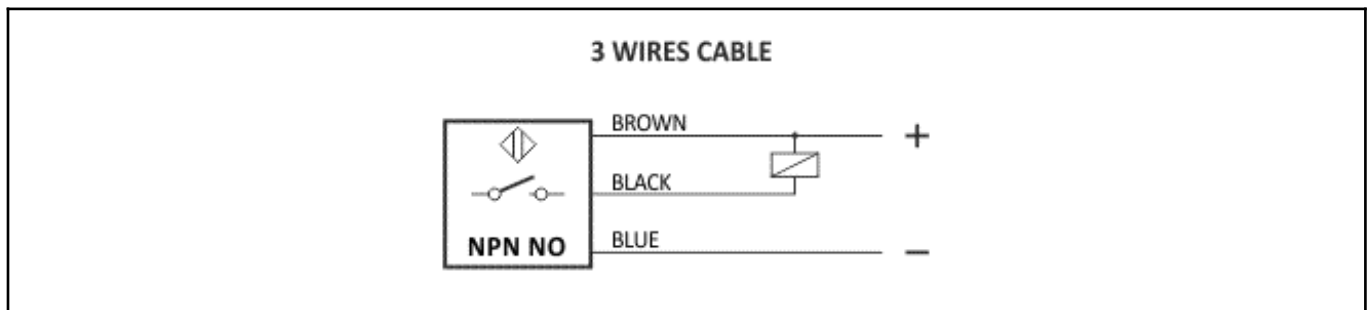 3 WIRES CABLE
BROWN
+
BLACK
NPN NO
BLUE
−